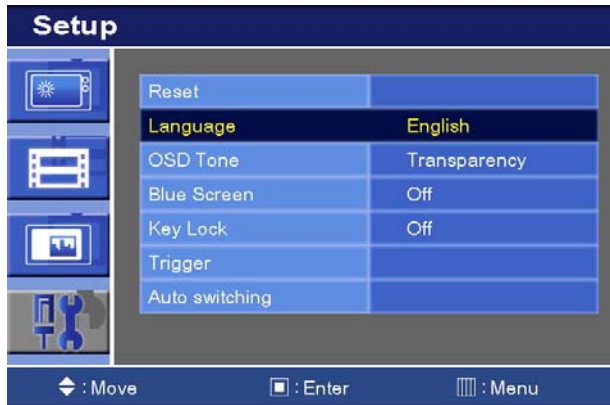 Setup
Reset
Language English
OSD Tone Transparency
Blue Screen Off
Key Lock Off
Trigger
Auto switching
: Move : Enter : Menu